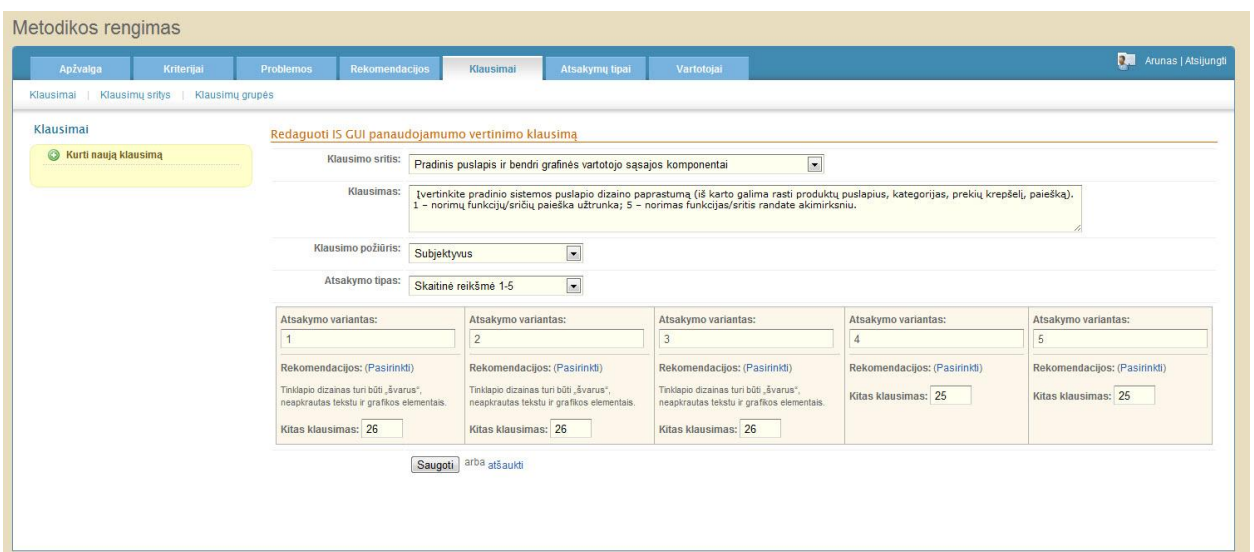 Metodikos rengimas
Apžvalga Kriterijai Problemos Rekomendacijos Klausimai Atsakymų tipai Vartotojai Arunas | Atsijungti
Klausimai | Klausimų sritys | Klausimų grupės
Klausimai
Kurti naują klausimą
Redaguoti IS GUI panaudojamumo vertinimo klausimą
Klausimo sritis: Pradinis puslapis ir bendri grafinės vartotojo sąsajos komponentai
Klausimas: Įvertinkite pradinio sistemos puslapio dizaino paprastumą (iš karto galima rasti produktų puslapius, kategorijas, prekių krepšelį, paiešką).
1 – norimų funkcijų/sričių paieška užtrunka; 5 – norimas funkcijas/sritis randate akimirksniu.
Klausimo požiūris: Subjektyvus
Atsakymo tipas: Skaitinė reikšmė 1-5
Atsakymo variantas: Atsakymo variantas: Atsakymo variantas: Atsakymo variantas: Atsakymo variantas:
1 2 3 4 5
Rekomendacijos: (Pasirinkti) Rekomendacijos: (Pasirinkti) Rekomendacijos: (Pasirinkti) Rekomendacijos: (Pasirinkti) Rekomendacijos: (Pasirinkti)
Tinklapio dizainas turi būti „švarus“, Tinklapio dizainas turi būti „švarus“, Tinklapio dizainas turi būti „švarus“,
neapkrautas tekstu ir grafikos elementais. neapkrautas tekstu ir grafikos elementais. neapkrautas tekstu ir grafikos elementais.
Kitas klausimas: 25 Kitas klausimas: 25
Kitas klausimas: 26 Kitas klausimas: 26 Kitas klausimas: 26
Saugoti arba atšaukti